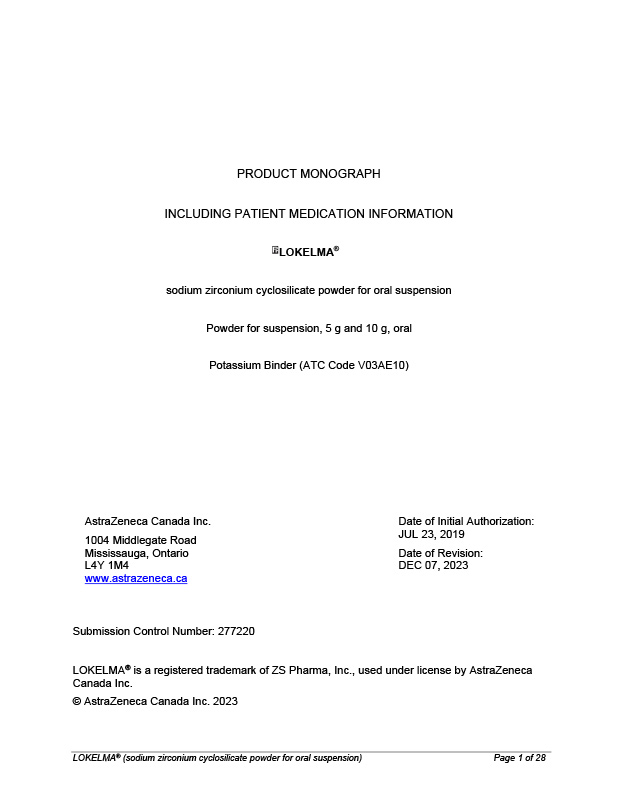 PRODUCT MONOGRAPH
INCLUDING PATIENT MEDICATION INFORMATION
LOKELMA®
sodium zirconium cyclosilicate powder for oral suspension
Powder for suspension, 5 g and 10 g, oral
Potassium Binder (ATC Code V03AE10)
AstraZeneca Canada Inc.
1004 Middlegate Road
Mississauga, Ontario
L4Y 1M4
www.astrazeneca.ca
Date of Initial Authorization:
JUL 23, 2019
Date of Revision:
DEC 07, 2023
Submission Control Number: 277220
LOKELMA® is a registered trademark of ZS Pharma, Inc., used under license by AstraZeneca
Canada Inc.
© AstraZeneca Canada Inc. 2023
LOKELMA® (sodium zirconium cyclosilicate powder for oral suspension) Page 1 of 28